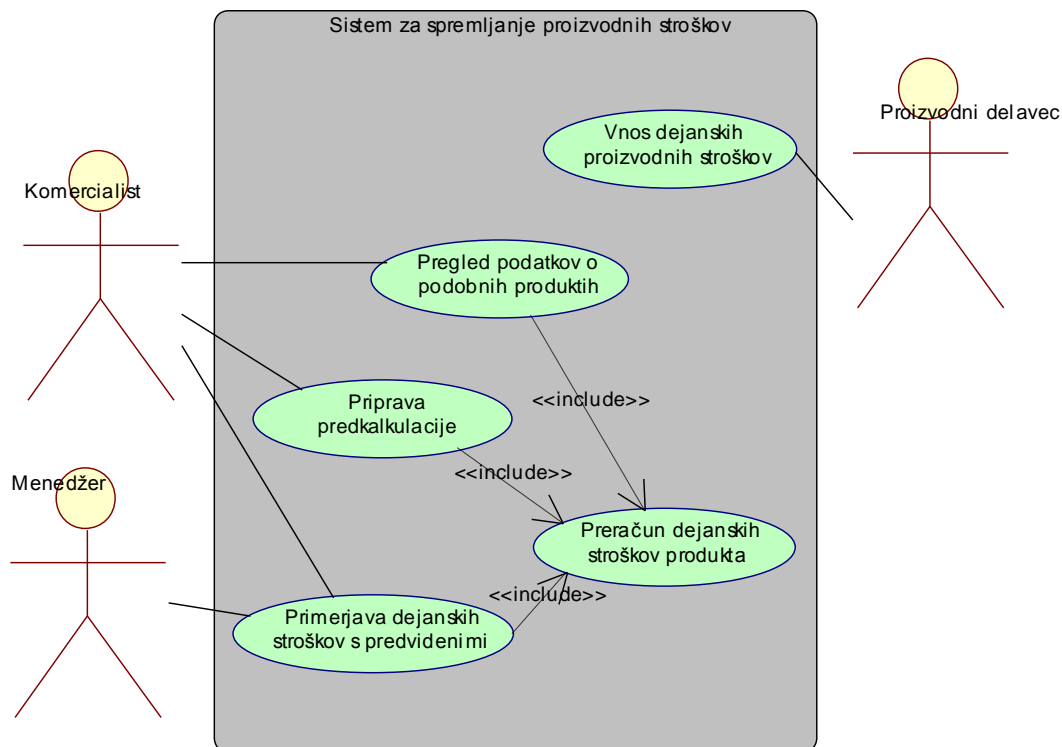 Sistem za spremljanje proizvodnih stroškov
Proizvodni delavec
Vnos dejanskih
proizvodnih stroškov
Komercialist
Pregled podatkov o
podobnih produktih
<<include>>
Priprava
predkalkulacije
<<include>>
Menedžer
Preračun dejanskih
stroškov produkta
<<include>>
Primerjava dejanskih
stroškov s predvidenimi